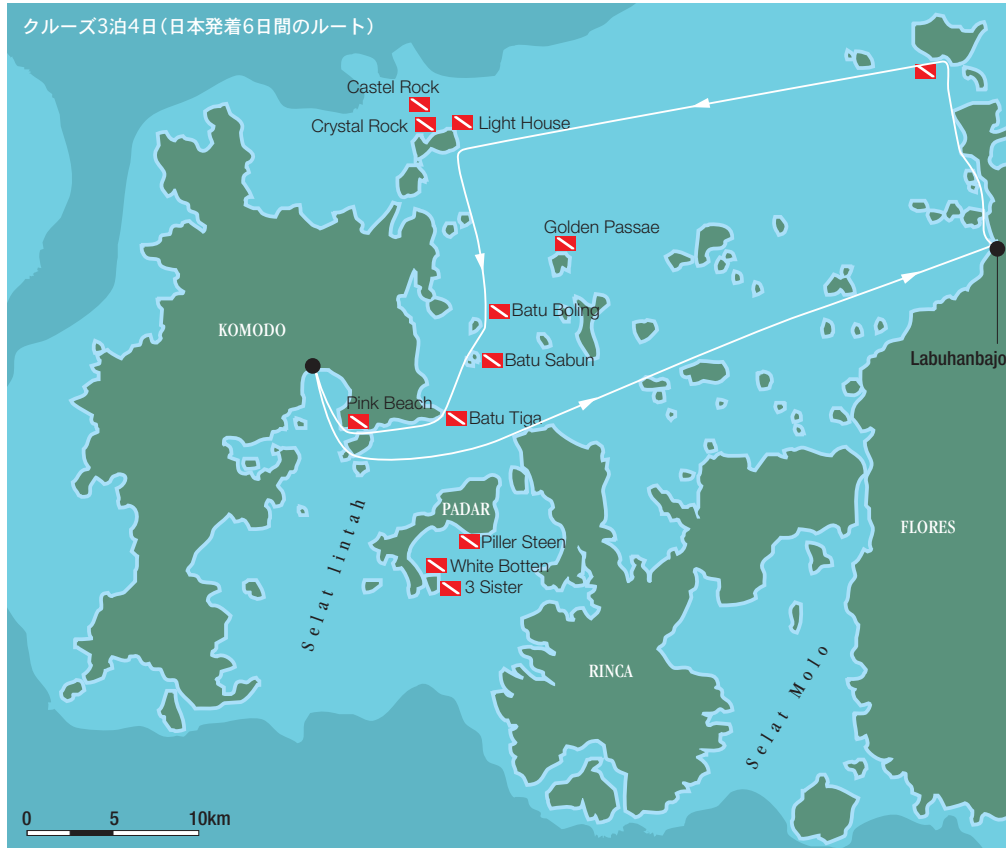 クルーズ3泊4日(日本発着6日間のルート)
Castel Rock
Crystal Rock
Light House
Golden Passae
Batu Boling
KOMODO
Batu Sabun
Labuhanbajo
Pink Beach
Batu Tiga
PADAR
Selat lintah
Piller Steen
FLORES
White Botten
3 Sister
RINCA
Selat Molo
0 5 10km